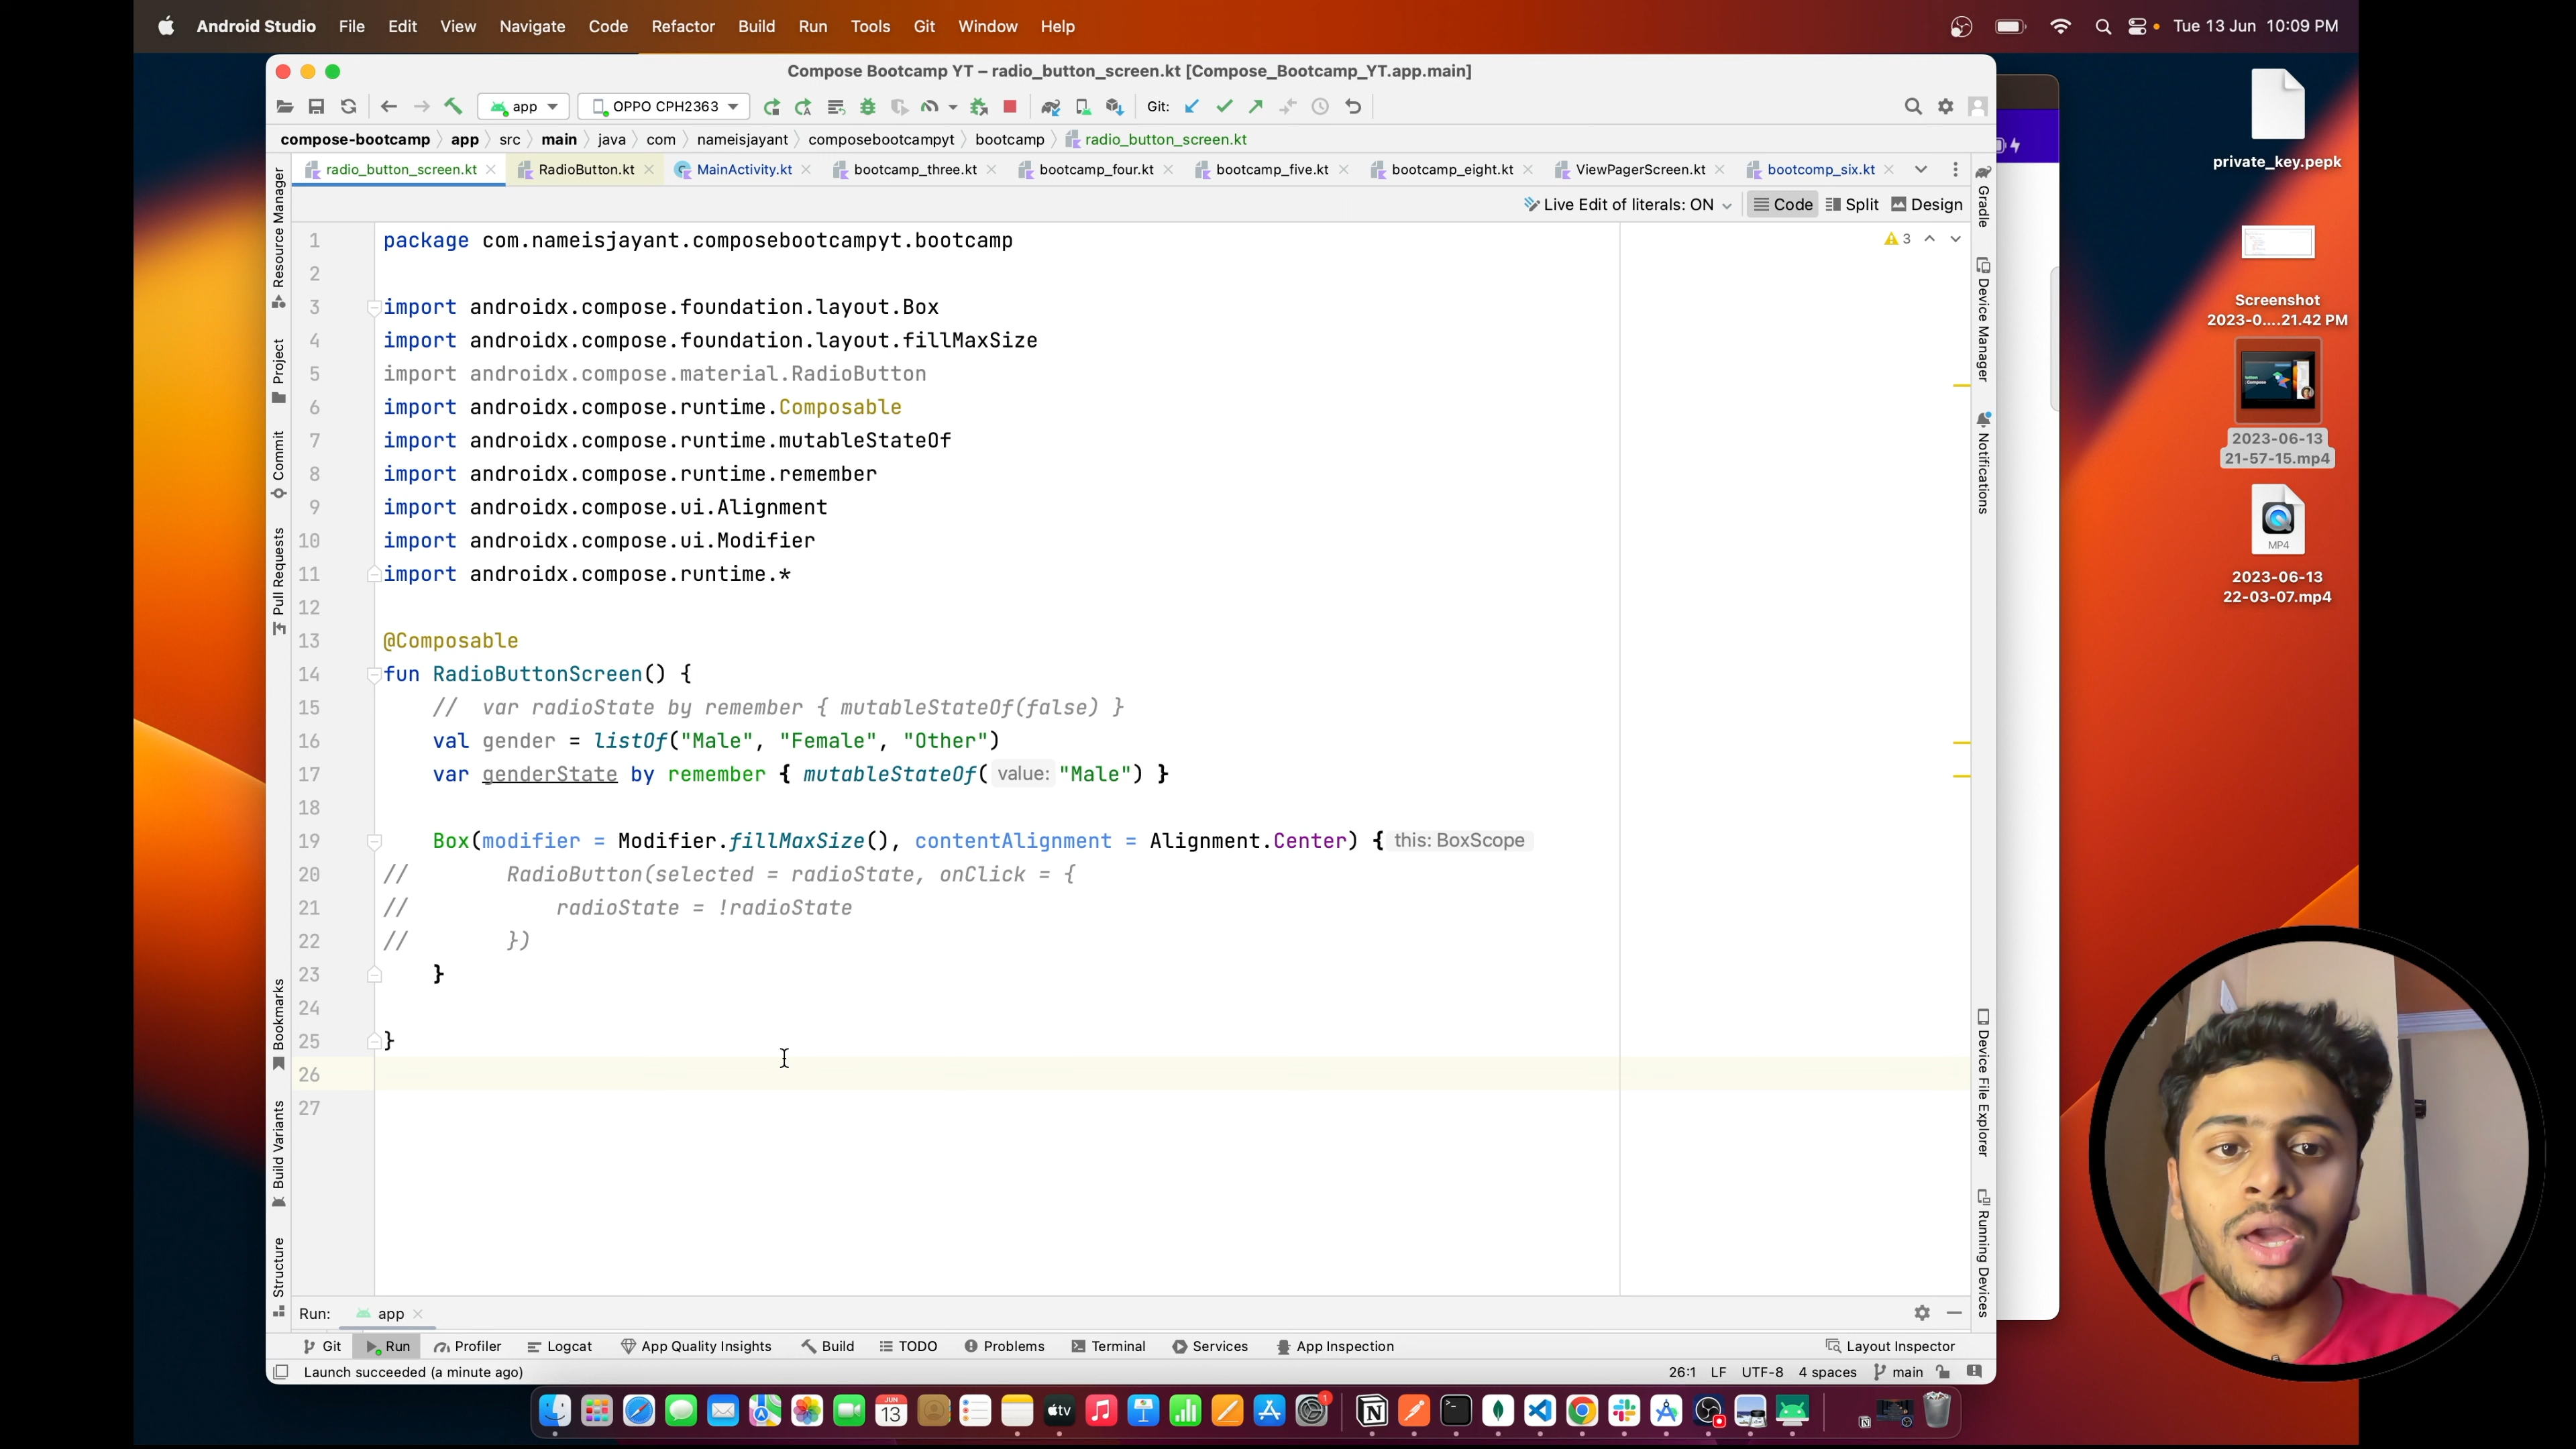 Android Studio File Edit View Navigate Code Refactor Build Run Tools Git Window Help Tue 13 Jun 10:09 PM
Compose Bootcamp YT – radio_button_screen.kt [Compose_Bootcamp_YT.app.main]
app OPPO CPH2363 Git:
compose-bootcamp app src main java com nameisjayant composebootcampyt bootcamp radio_button_screen.kt
radio_button_screen.kt RadioButton.kt MainActivity.kt bootcamp_three.kt bootcamp_four.kt bootcamp_five.kt bootcamp_eight.kt ViewPagerScreen.kt bootcomp_six.kt
Live Edit of literals: ON Code Split Design
3
1 package com.nameisjayant.composebootcampyt.bootcamp
2
3 import androidx.compose.foundation.layout.Box
4 import androidx.compose.foundation.layout.fillMaxSize
5 import androidx.compose.material.RadioButton
6 import androidx.compose.runtime.Composable
7 import androidx.compose.runtime.mutableStateOf
8 import androidx.compose.runtime.remember
9 import androidx.compose.ui.Alignment
10 import androidx.compose.ui.Modifier
11 import androidx.compose.runtime.*
12
13 @Composable
14 fun RadioButtonScreen() {
15 // var radioState by remember { mutableStateOf(false) }
16 val gender = listOf("Male", "Female", "Other")
17 var genderState by remember { mutableStateOf( value: "Male") }
18
19 Box(modifier = Modifier.fillMaxSize(), contentAlignment = Alignment.Center) { this: BoxScope
20 // RadioButton(selected = radioState, onClick = {
21 // radioState = !radioState
22 // })
23 }
24
25 }
26
27
Resource Manager
Project
Commit
Pull Requests
Bookmarks
Build Variants
Structure
Gradle
Device Manager
Notifications
Device File Explorer
Running Devices
Run: app
Git Run Profiler Logcat App Quality Insights Build TODO Problems Terminal Services App Inspection Layout Inspector
Launch succeeded (a minute ago) 26:1 LF UTF-8 4 spaces main
private_key.pepk
Screenshot
2023-0....21.42 PM
2023-06-13
21-57-15.mp4
MP4
2023-06-13
22-03-07.mp4
JUN
13
tv
1